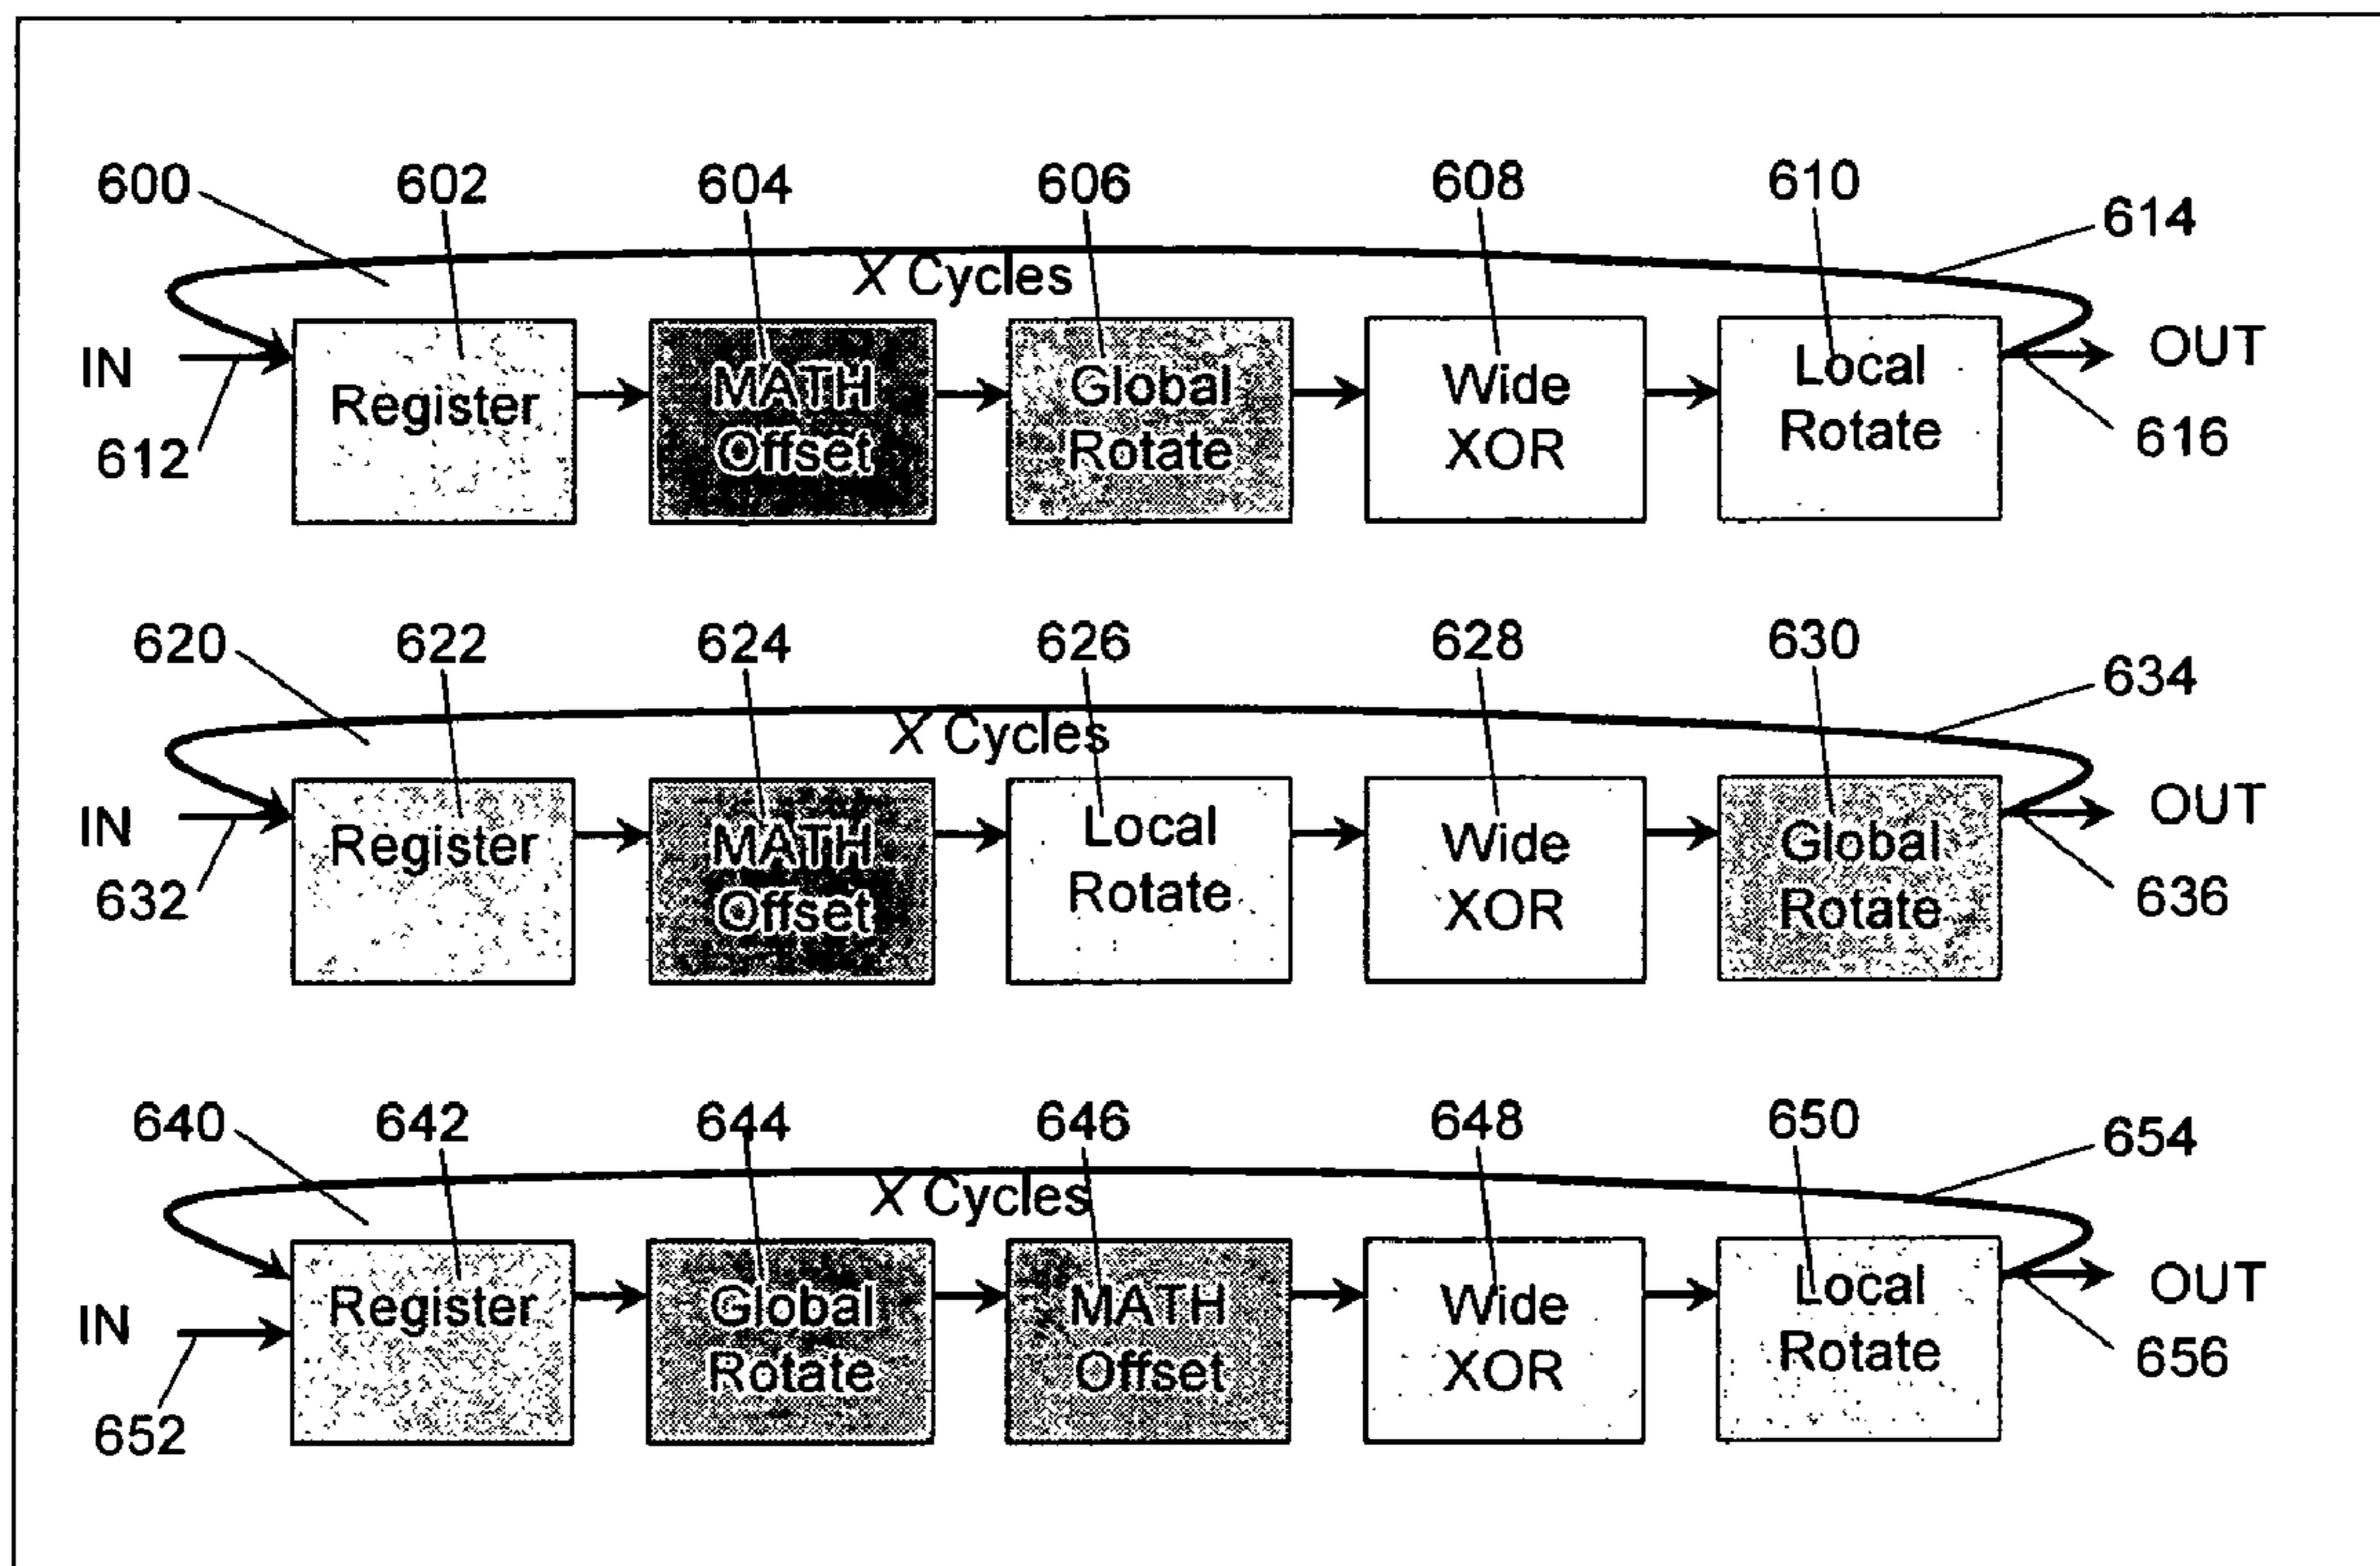 600 602 604 606 608 610 614
X Cycles
IN Register MATH Offset Global Rotate Wide XOR Local Rotate OUT
612 616
620 622 624 626 628 630 634
X Cycles
IN Register MATH Offset Local Rotate Wide XOR Global Rotate OUT
632 636
640 642 644 646 648 650 654
X Cycles
IN Register Global Rotate MATH Offset Wide XOR Local Rotate OUT
652 656